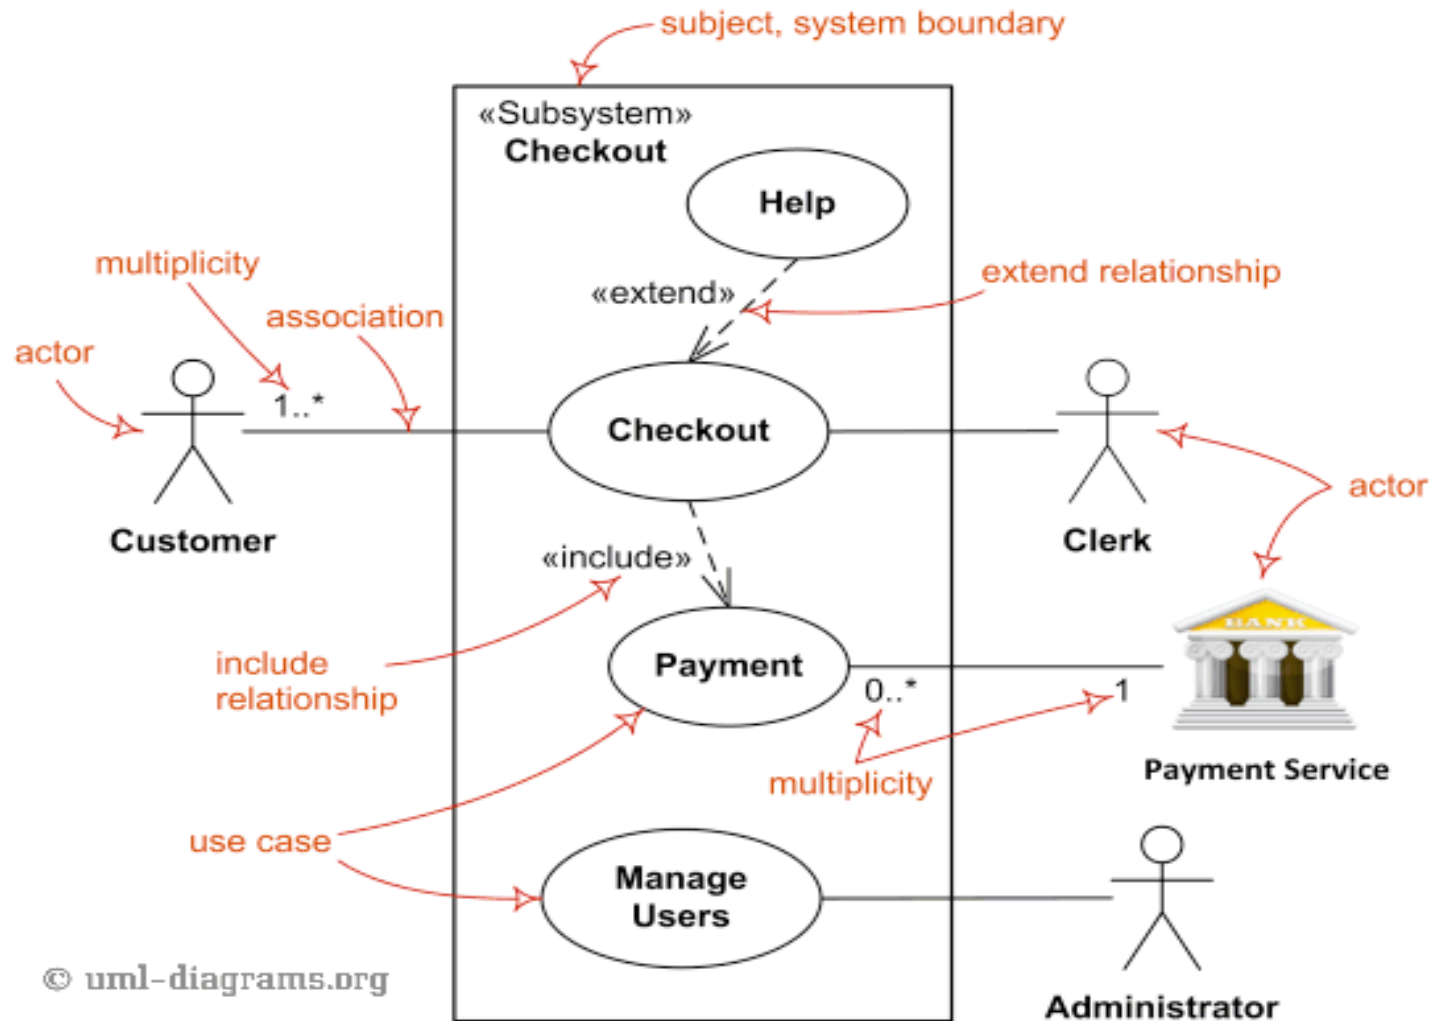 subject, system boundary
«Subsystem»
Checkout
Help
multiplicity
«extend»
extend relationship
association
actor
1..*
Checkout
Customer
Clerk
actor
«include»
BANK
include
relationship
Payment
0..*
1
multiplicity
Payment Service
use case
Manage
Users
© uml-diagrams.org
Administrator